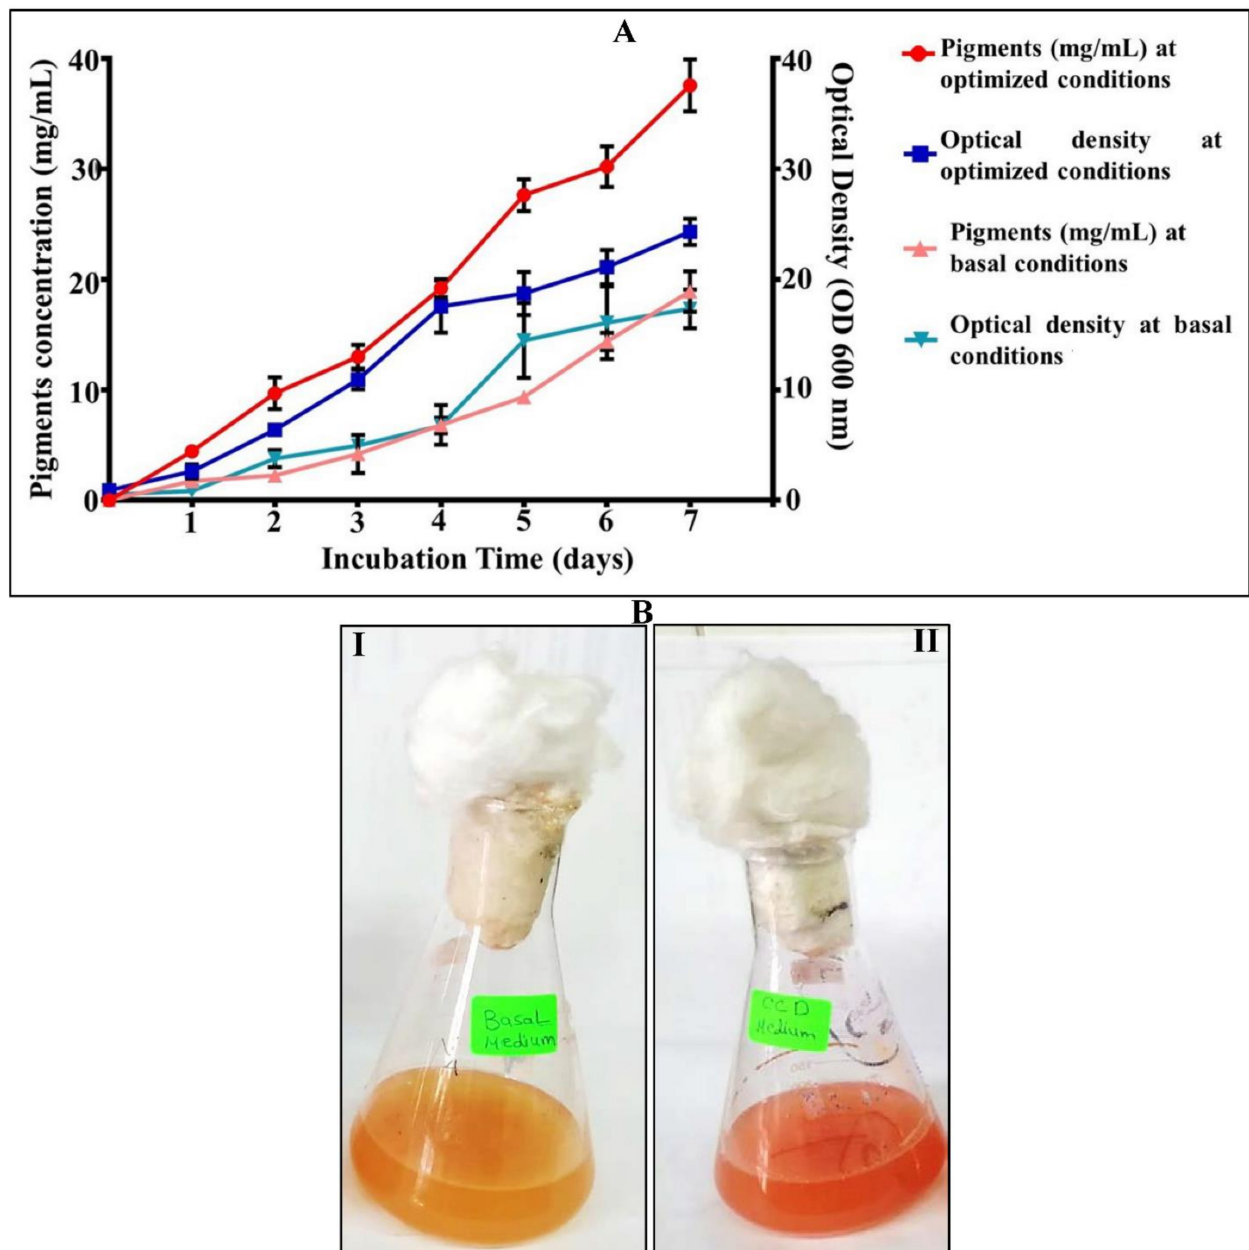 A
Pigments concentration (mg/mL)
40
30
20
10
0
1 2 3 4 5 6 7
Incubation Time (days)
40
30
20
10
0
Optical Density (OD 600 nm)
Pigments (mg/mL) at
optimized conditions
Optical density at
optimized conditions
Pigments (mg/mL) at
basal conditions
Optical density at basal
conditions
B
I
Basal
Medium
II
CCD
Medium